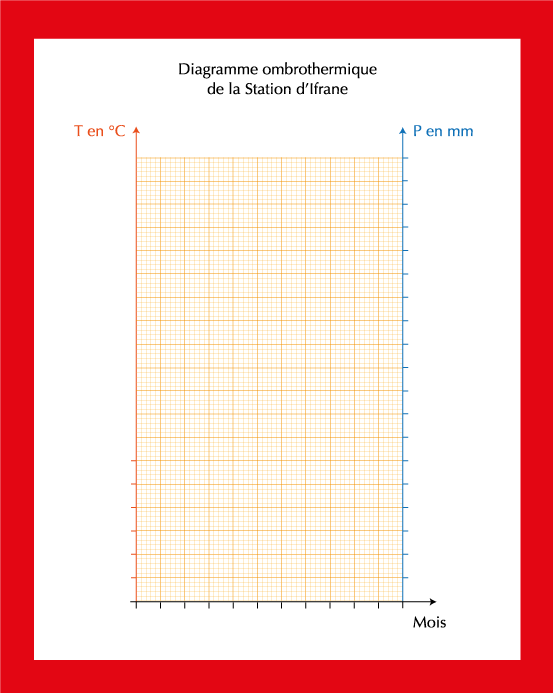 Diagramme ombrothermique
de la Station d’Ifrane
T en °C
P en mm
Mois